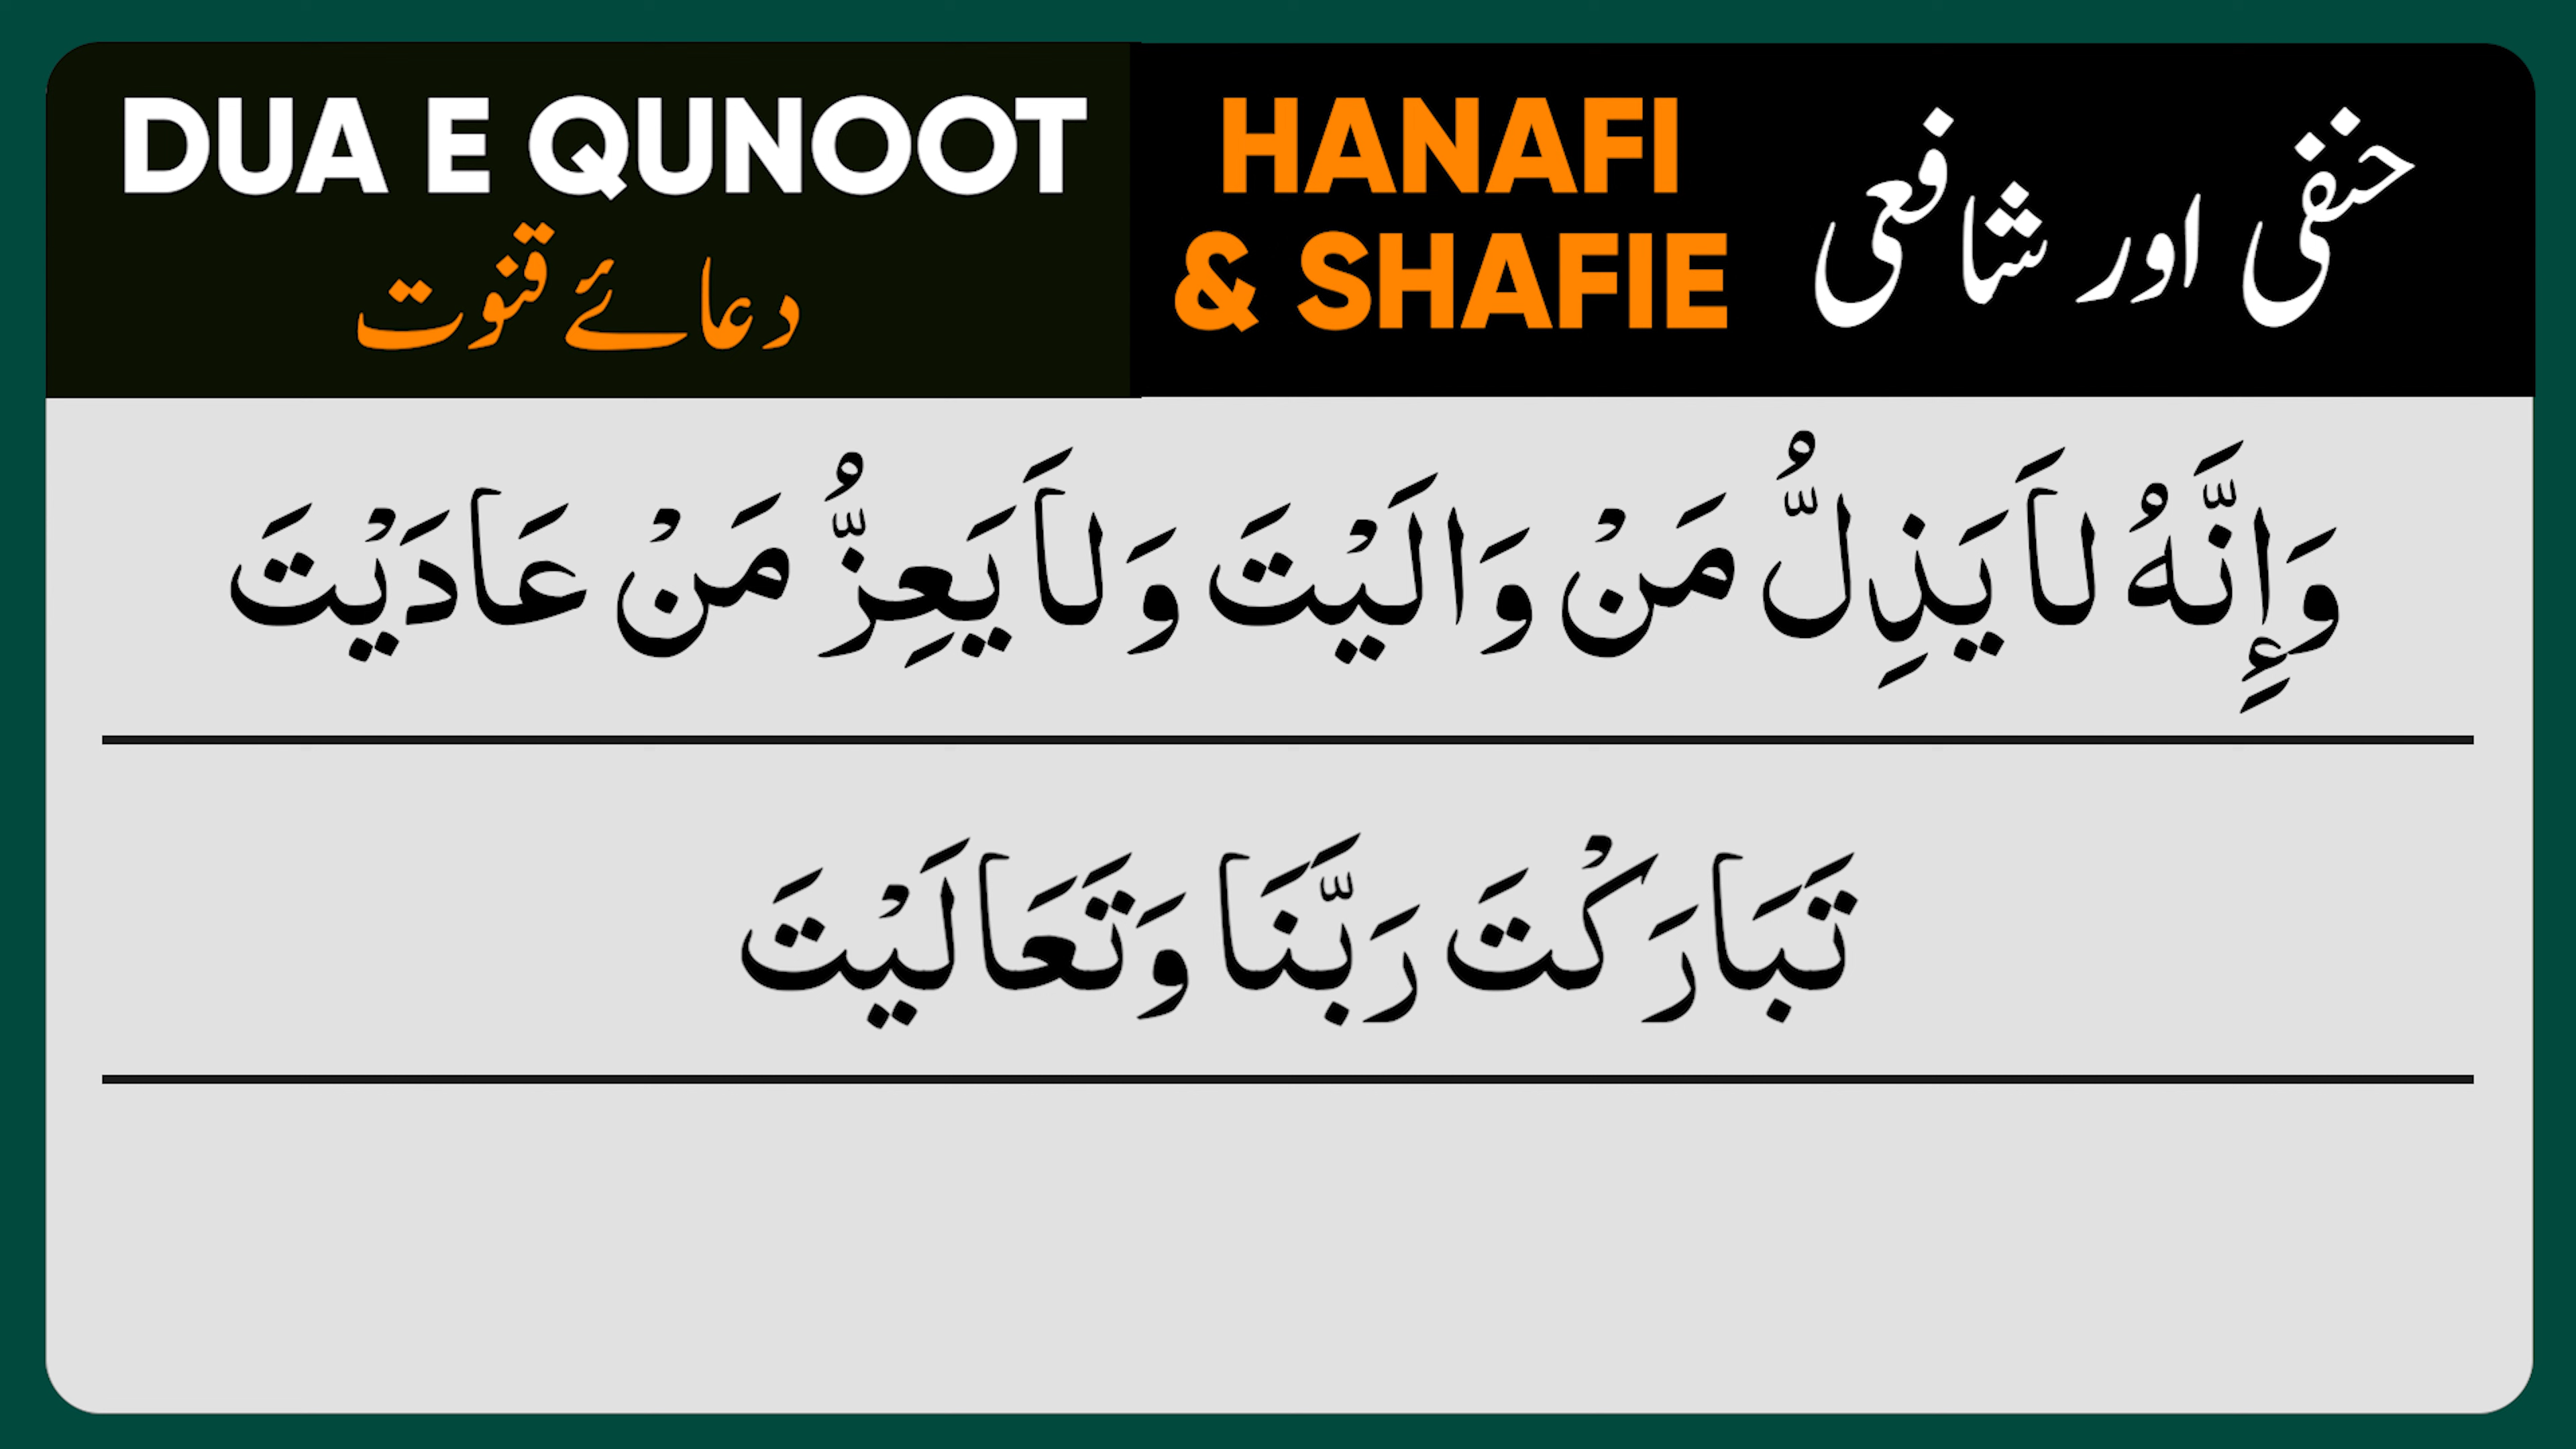 DUA E QUNOOT
دعائے قنوت
HANAFI
& SHAFIE
حنفی اور شافعی
وَإِنَّهُ لَا يَذِلُّ مَنْ وَالَيْتَ وَلَا يَعِزُّ مَنْ عَادَيْتَ
تَبَارَكْتَ رَبَّنَا وَتَعَالَيْتَ